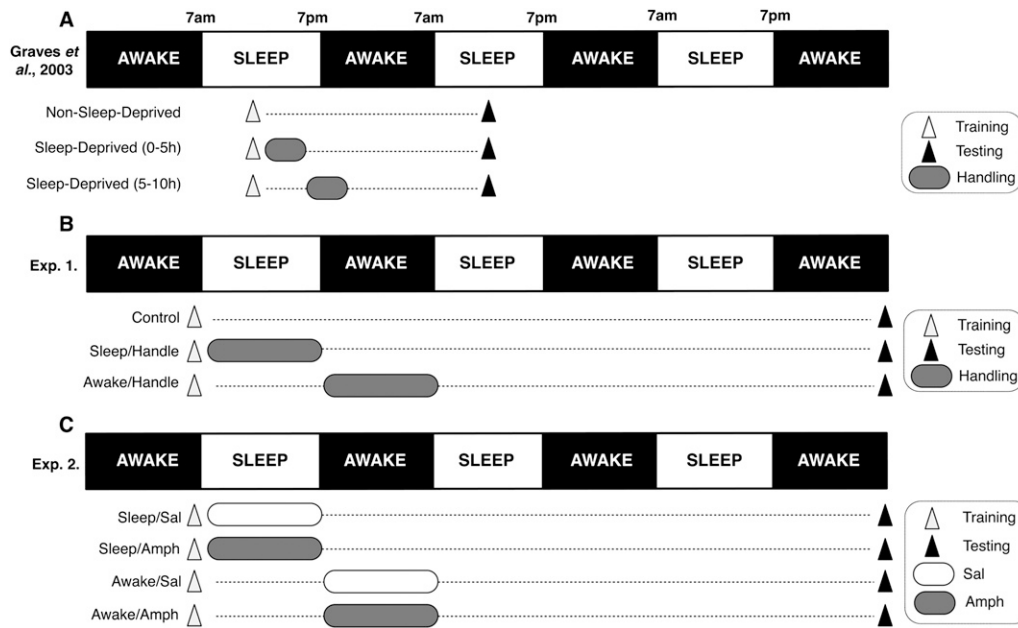 A
7am 7pm 7am 7pm 7am 7pm
Graves et
al., 2003
AWAKE SLEEP AWAKE SLEEP AWAKE SLEEP AWAKE
Non-Sleep-Deprived
Sleep-Deprived (0-5h)
Sleep-Deprived (5-10h)
Training
Testing
Handling
B
Exp. 1.
AWAKE SLEEP AWAKE SLEEP AWAKE SLEEP AWAKE
Control
Sleep/Handle
Awake/Handle
Training
Testing
Handling
C
Exp. 2.
AWAKE SLEEP AWAKE SLEEP AWAKE SLEEP AWAKE
Sleep/Sal
Sleep/Amph
Awake/Sal
Awake/Amph
Training
Testing
Sal
Amph